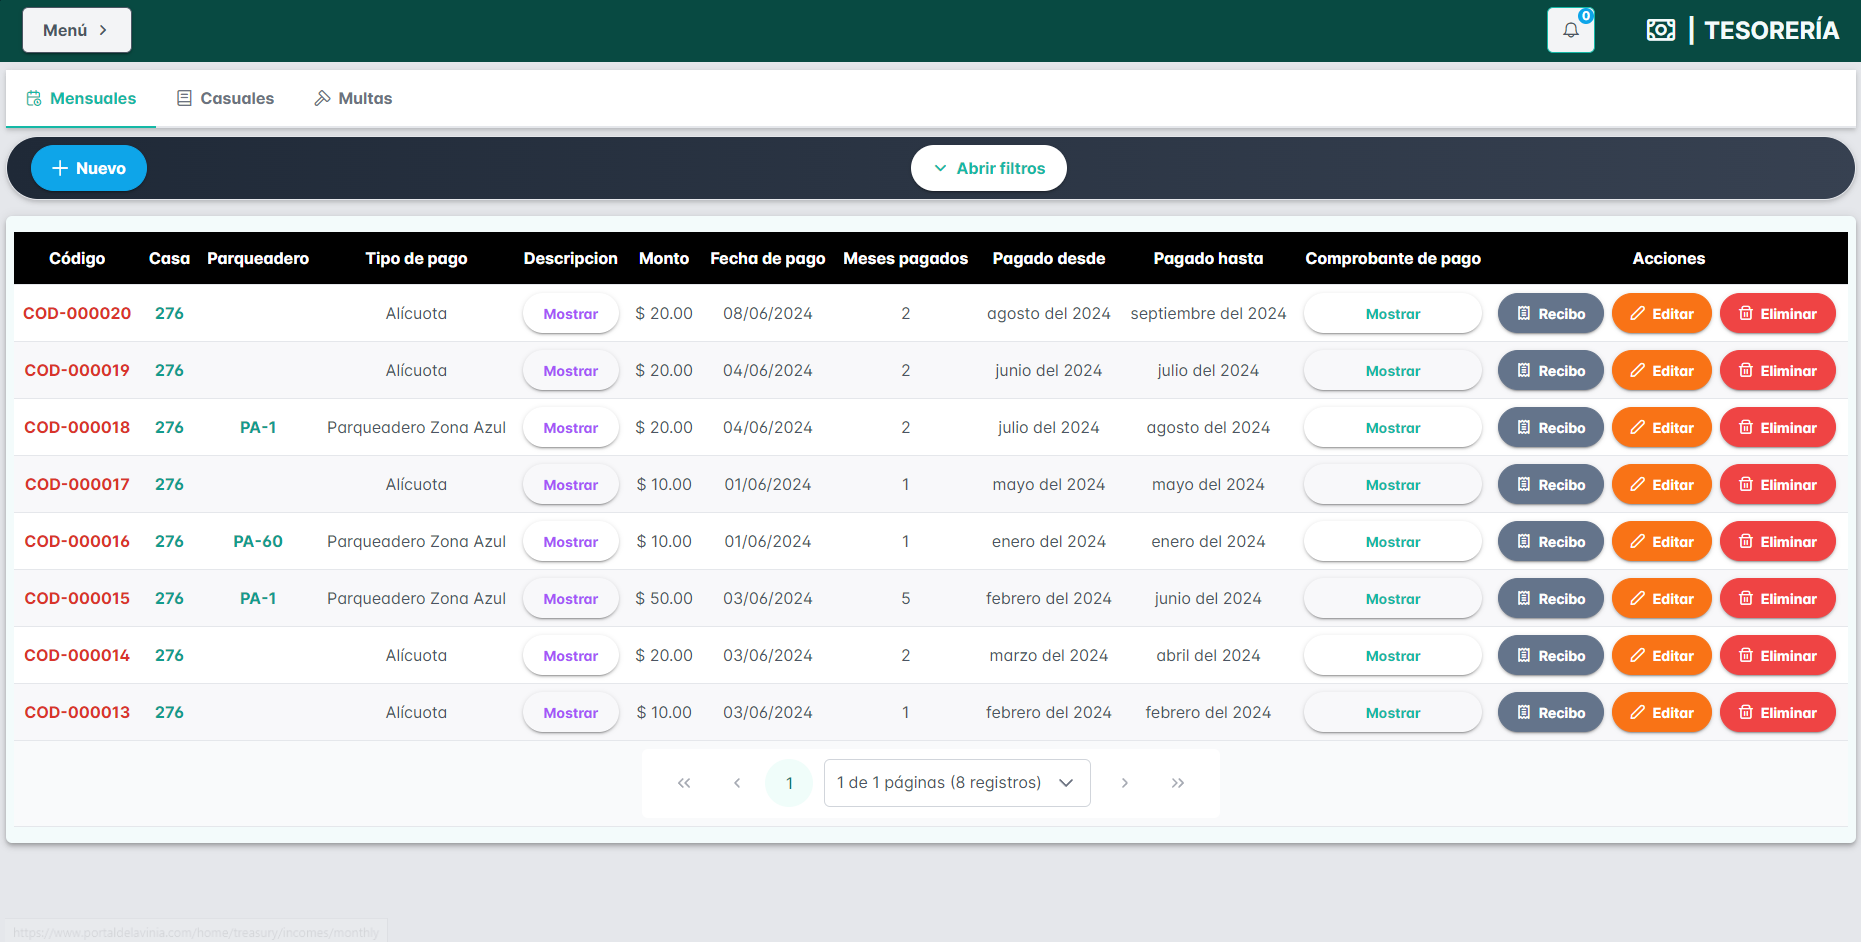 Menú
0
| TESORERÍA
Mensuales Casuales Multas
Nuevo Abrir filtros
Código Casa Parqueadero Tipo de pago Descripcion Monto Fecha de pago Meses pagados Pagado desde Pagado hasta Comprobante de pago Acciones
COD-000020 276 Alícuota Mostrar $ 20.00 08/06/2024 2 agosto del 2024 septiembre del 2024 Mostrar Recibo Editar Eliminar
COD-000019 276 Alícuota Mostrar $ 20.00 04/06/2024 2 junio del 2024 julio del 2024 Mostrar Recibo Editar Eliminar
COD-000018 276 PA-1 Parqueadero Zona Azul Mostrar $ 20.00 04/06/2024 2 julio del 2024 agosto del 2024 Mostrar Recibo Editar Eliminar
COD-000017 276 Alícuota Mostrar $ 10.00 01/06/2024 1 mayo del 2024 mayo del 2024 Mostrar Recibo Editar Eliminar
COD-000016 276 PA-60 Parqueadero Zona Azul Mostrar $ 10.00 01/06/2024 1 enero del 2024 enero del 2024 Mostrar Recibo Editar Eliminar
COD-000015 276 PA-1 Parqueadero Zona Azul Mostrar $ 50.00 03/06/2024 5 febrero del 2024 junio del 2024 Mostrar Recibo Editar Eliminar
COD-000014 276 Alícuota Mostrar $ 20.00 03/06/2024 2 marzo del 2024 abril del 2024 Mostrar Recibo Editar Eliminar
COD-000013 276 Alícuota Mostrar $ 10.00 03/06/2024 1 febrero del 2024 febrero del 2024 Mostrar Recibo Editar Eliminar
1 1 de 1 páginas (8 registros)
https://www.portaldelavinia.com/home/treasury/incomes/monthly